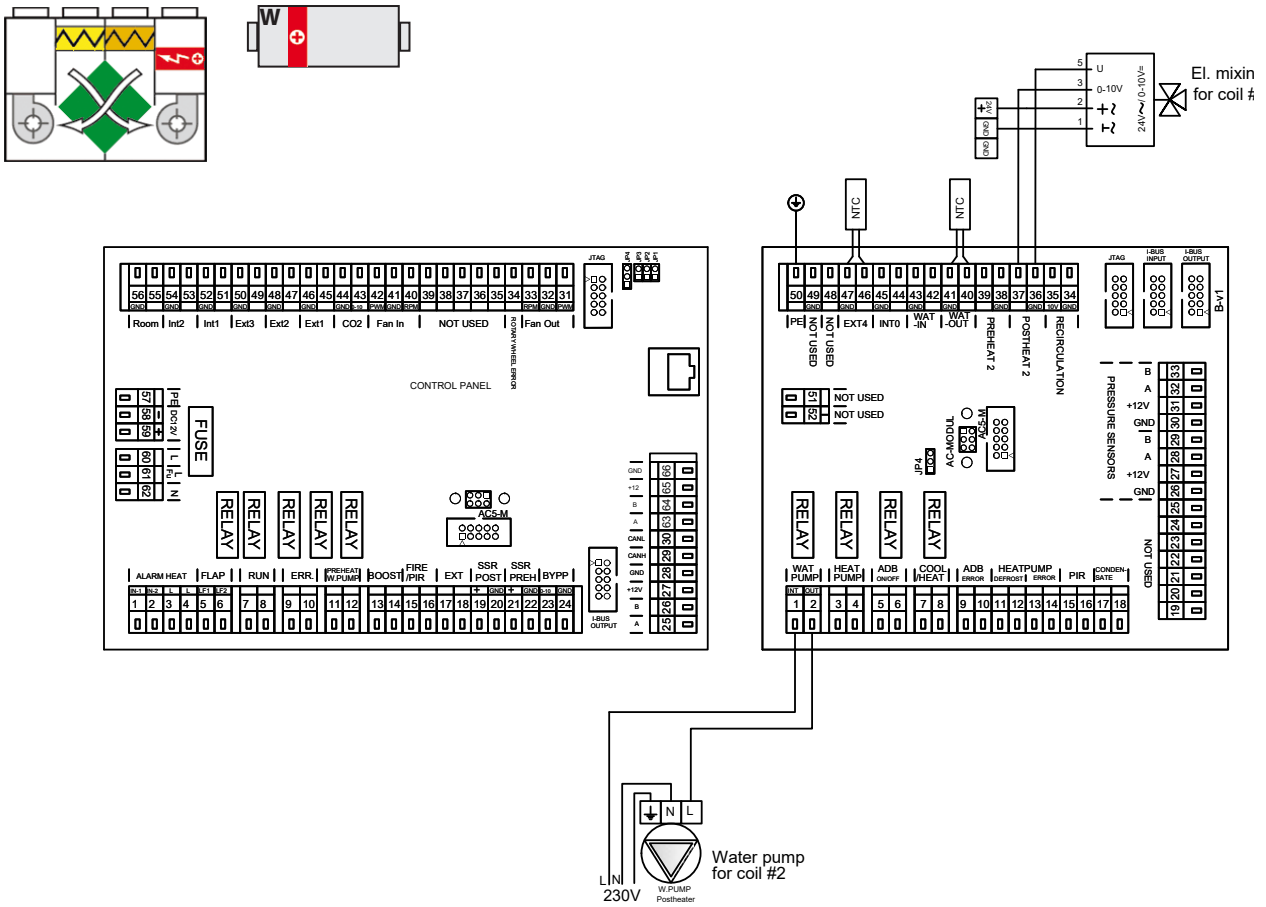 W
El. mixin
for coil #
5 U
3 0-10V
2 +~
1
24V ~/ 0-10V=
24V
GND
GND
NTC
NTC
JTAG
JP4
JP3
JP2
JP1
56 55 54 53 52 51 50 49 48 47 46 45 44 43 42 41 40 39 38 37 36 35 34 33 32 31
GND GND GND GND GND GND GND 0-10 PWM GND RPM RPM GND PWM
Room Int2 Int1 Ext3 Ext2 Ext1 CO2 Fan In NOT USED ROTARY WHEEL ERROR Fan Out
CONTROL PANEL
57 PE
58 -
59 +
DC12V
60 L
61 L
62 N
Fu
FUSE
RELAY
RELAY
RELAY
RELAY
RELAY
AC5-M
GND 66
+12 65
B 64
A 63
CANL 30
CANH 29
GND 28
+12V 27
B 26
A 25
I-BUS
OUTPUT
ALARM HEAT FLAP RUN ERR. PREHEAT W.PUMP BOOST FIRE /PIR EXT SSR POST SSR PREH BYPP
IN-1 IN-2 L L LF1 LF2 + GND + GND 0-10 GND
1 2 3 4 5 6 7 8 9 10 11 12 13 14 15 16 17 18 19 20 21 22 23 24
50 49 48 47 46 45 44 43 42 41 40 39 38 37 36 35 34
GND GND GND GND GND GND GND 10V GND
PE NOT USED NOT USED EXT4 INT0 WAT -IN WAT -OUT PREHEAT 2 POSTHEAT 2 RECIRCULATION
JTAG
I-BUS
INPUT
I-BUS
OUTPUT
B-V1
51 NOT USED
52 NOT USED
AC-MODUL
AC5-M
JP4
PRESSURE SENSORS
B 33
A 32
+12V 31
GND 30
B 29
A 28
+12V 27
GND 26
25
24
23
22
21
20
19
NOT USED
RELAY
RELAY
RELAY
RELAY
WAT PUMP HEAT PUMP ADB ON/OFF COOL /HEAT ADB ERROR HEATPUMP DEFROST ERROR PIR CONDEN- SATE
INT OUT
1 2 3 4 5 6 7 8 9 10 11 12 13 14 15 16 17 18
N L
Water pump
for coil #2
W.PUMP
Postheater
L N
230V